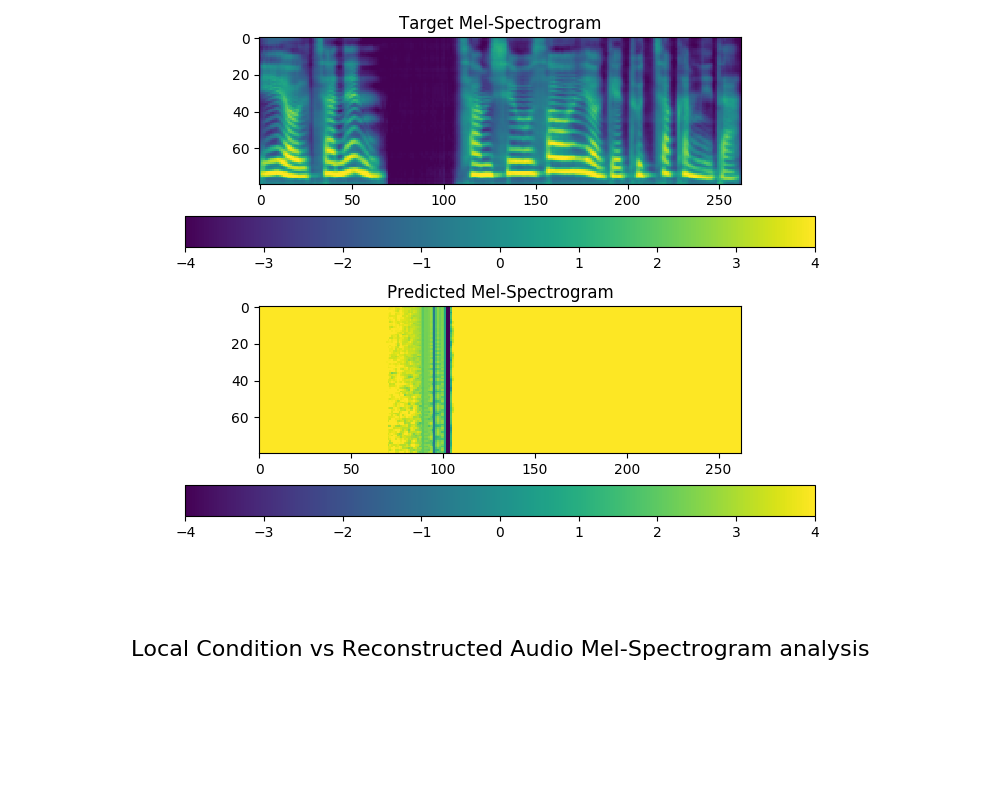 Target Mel-Spectrogram
0
20
40
60
0 50 100 150 200 250
−4 −3 −2 −1 0 1 2 3 4
Predicted Mel-Spectrogram
0
20
40
60
0 50 100 150 200 250
−4 −3 −2 −1 0 1 2 3 4
Local Condition vs Reconstructed Audio Mel-Spectrogram analysis